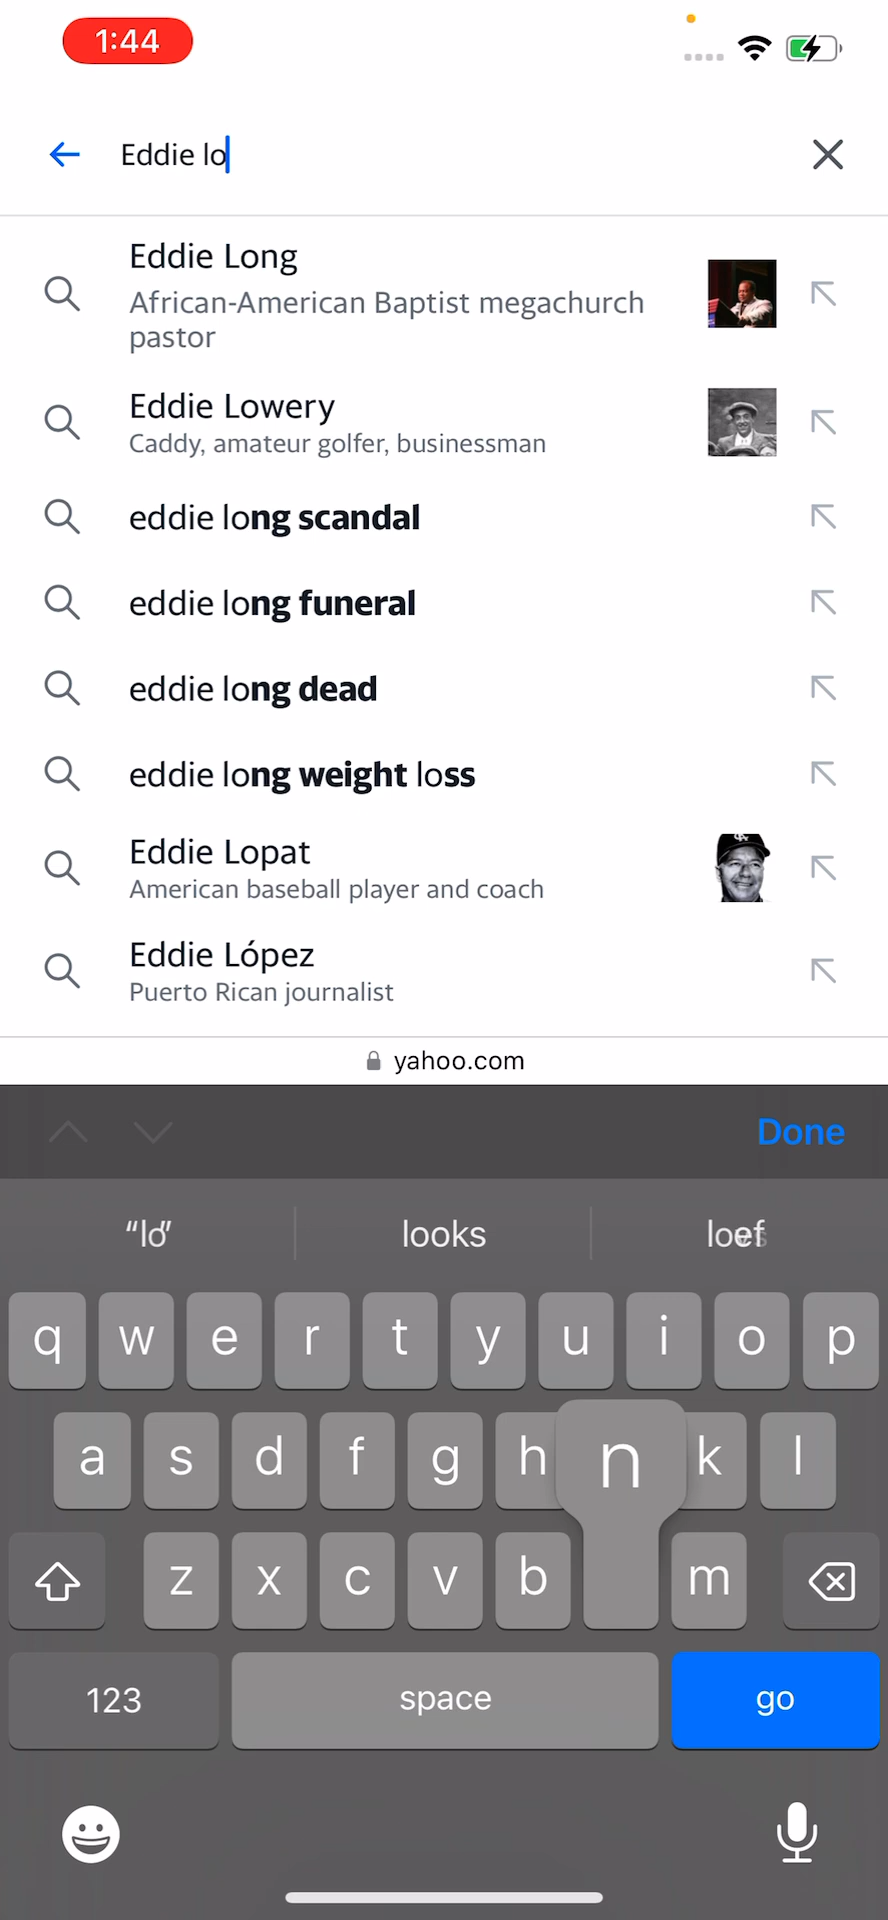 1:44
Eddie lo
Eddie Long
African-American Baptist megachurch
pastor
Eddie Lowery
Caddy, amateur golfer, businessman
eddie long scandal
eddie long funeral
eddie long dead
eddie long weight loss
Eddie Lopat
American baseball player and coach
Eddie López
Puerto Rican journalist
yahoo.com
Done
“lo” looks
q w e r t y u i o p
a s d f g h n k l
z x c v b m
123 space go